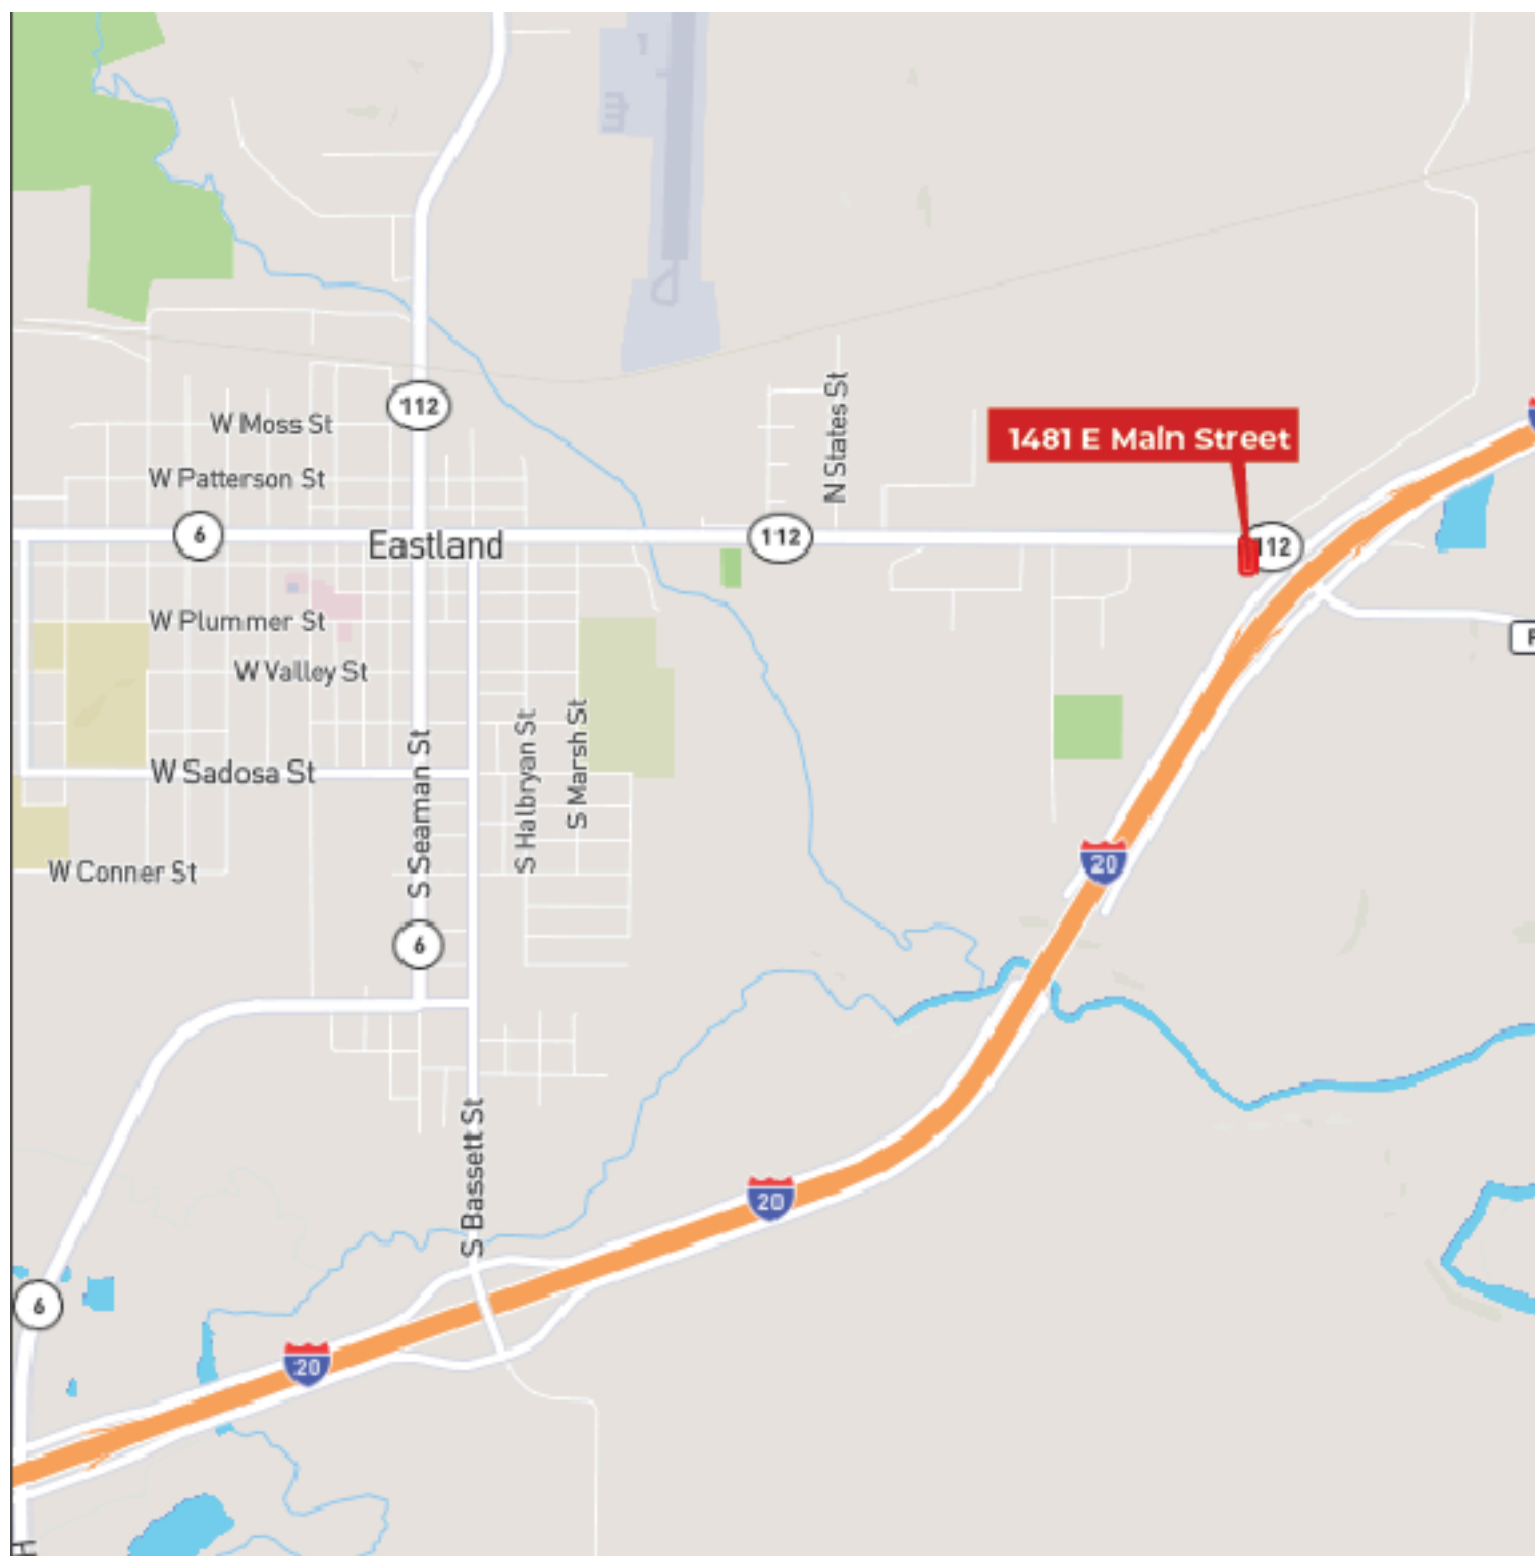 112
W Moss St
N States St
1481 E Main Street
W Patterson St
6
Eastland
112
112
W Plummer St
W Valley St
S Seaman St
S Halbryan St
S Marsh St
W Sadosa St
W Conner St
20
6
S Bassett St
20
6
20